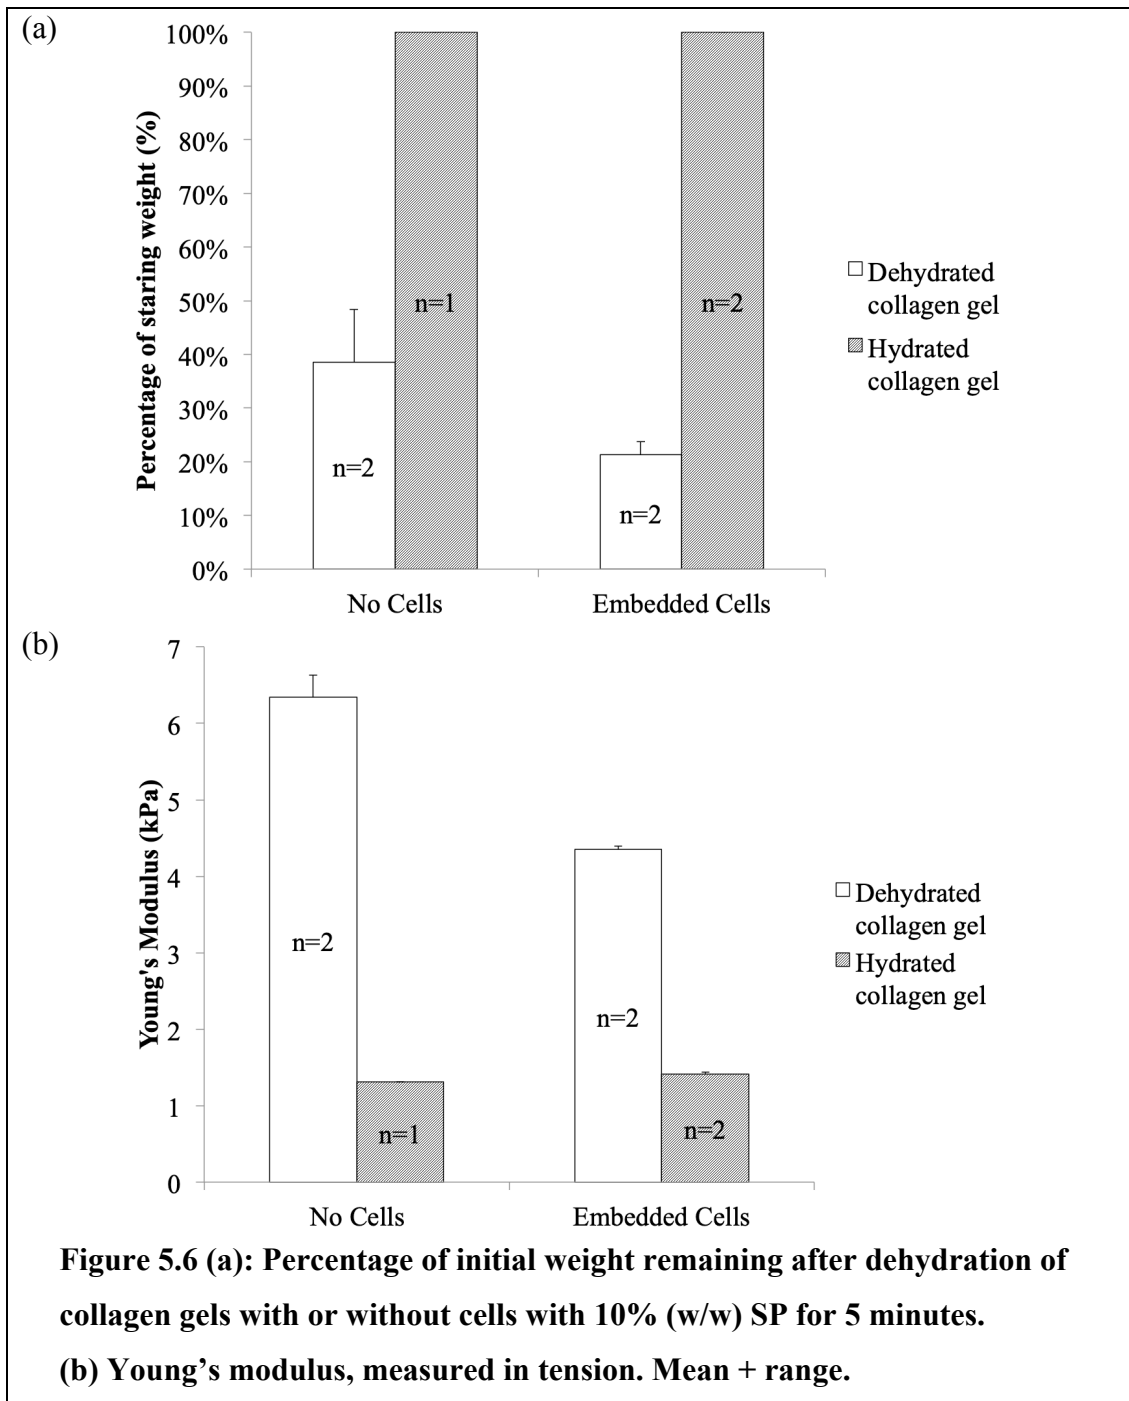 (a)
Percentage of staring weight (%)
100%
90%
80%
70%
60%
50%
40%
30%
20%
10%
0%
n=2
n=1
n=2
n=2
No Cells
Embedded Cells
Dehydrated
collagen gel
Hydrated
collagen gel
(b)
Young's Modulus (kPa)
7
6
5
4
3
2
1
0
n=2
n=1
n=2
n=2
No Cells
Embedded Cells
Dehydrated
collagen gel
Hydrated
collagen gel
Figure 5.6 (a): Percentage of initial weight remaining after dehydration of
collagen gels with or without cells with 10% (w/w) SP for 5 minutes.
(b) Young’s modulus, measured in tension. Mean + range.